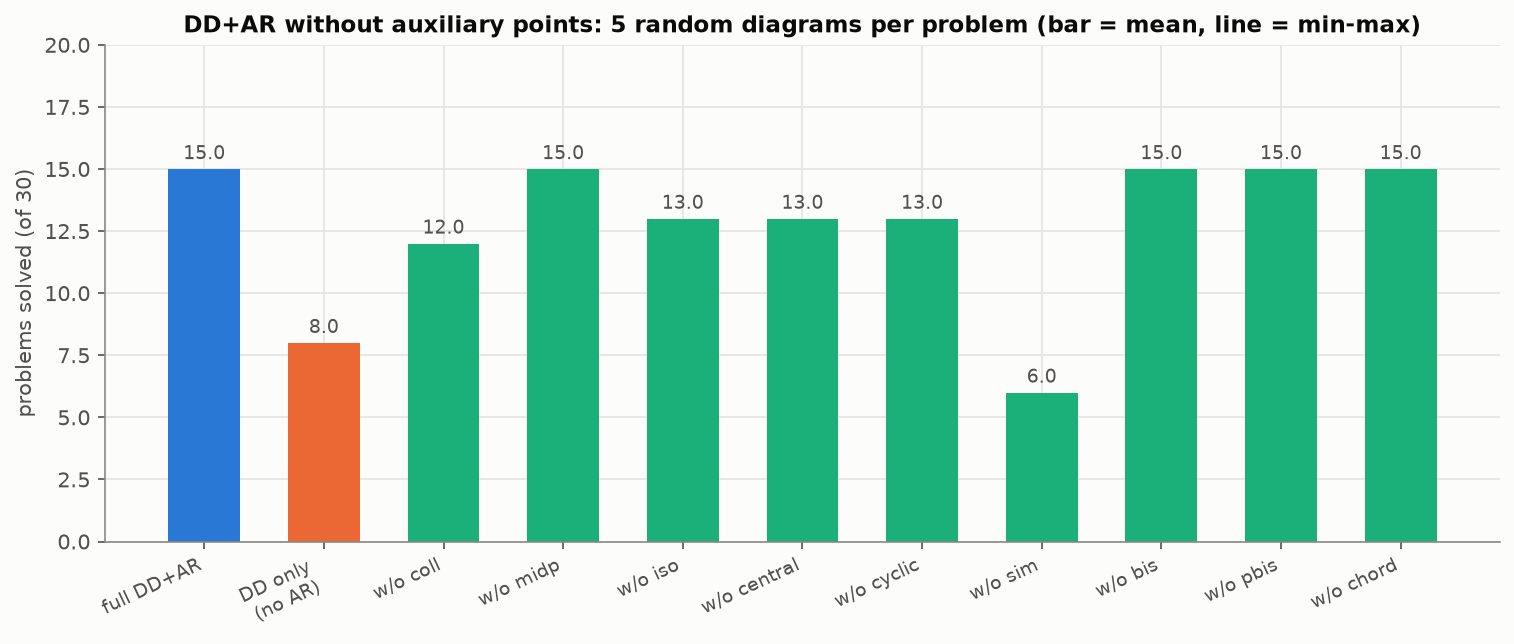 DD+AR without auxiliary points: 5 random diagrams per problem (bar = mean, line = min-max)
problems solved (of 30)
20.0
17.5
15.0
12.5
10.0
7.5
5.0
2.5
0.0
15.0
8.0
12.0
15.0
13.0
13.0
13.0
6.0
15.0
15.0
15.0
full DD+AR
DD only
(no AR)
w/o coll
w/o midp
w/o iso
w/o central
w/o cyclic
w/o sim
w/o bis
w/o pbis
w/o chord